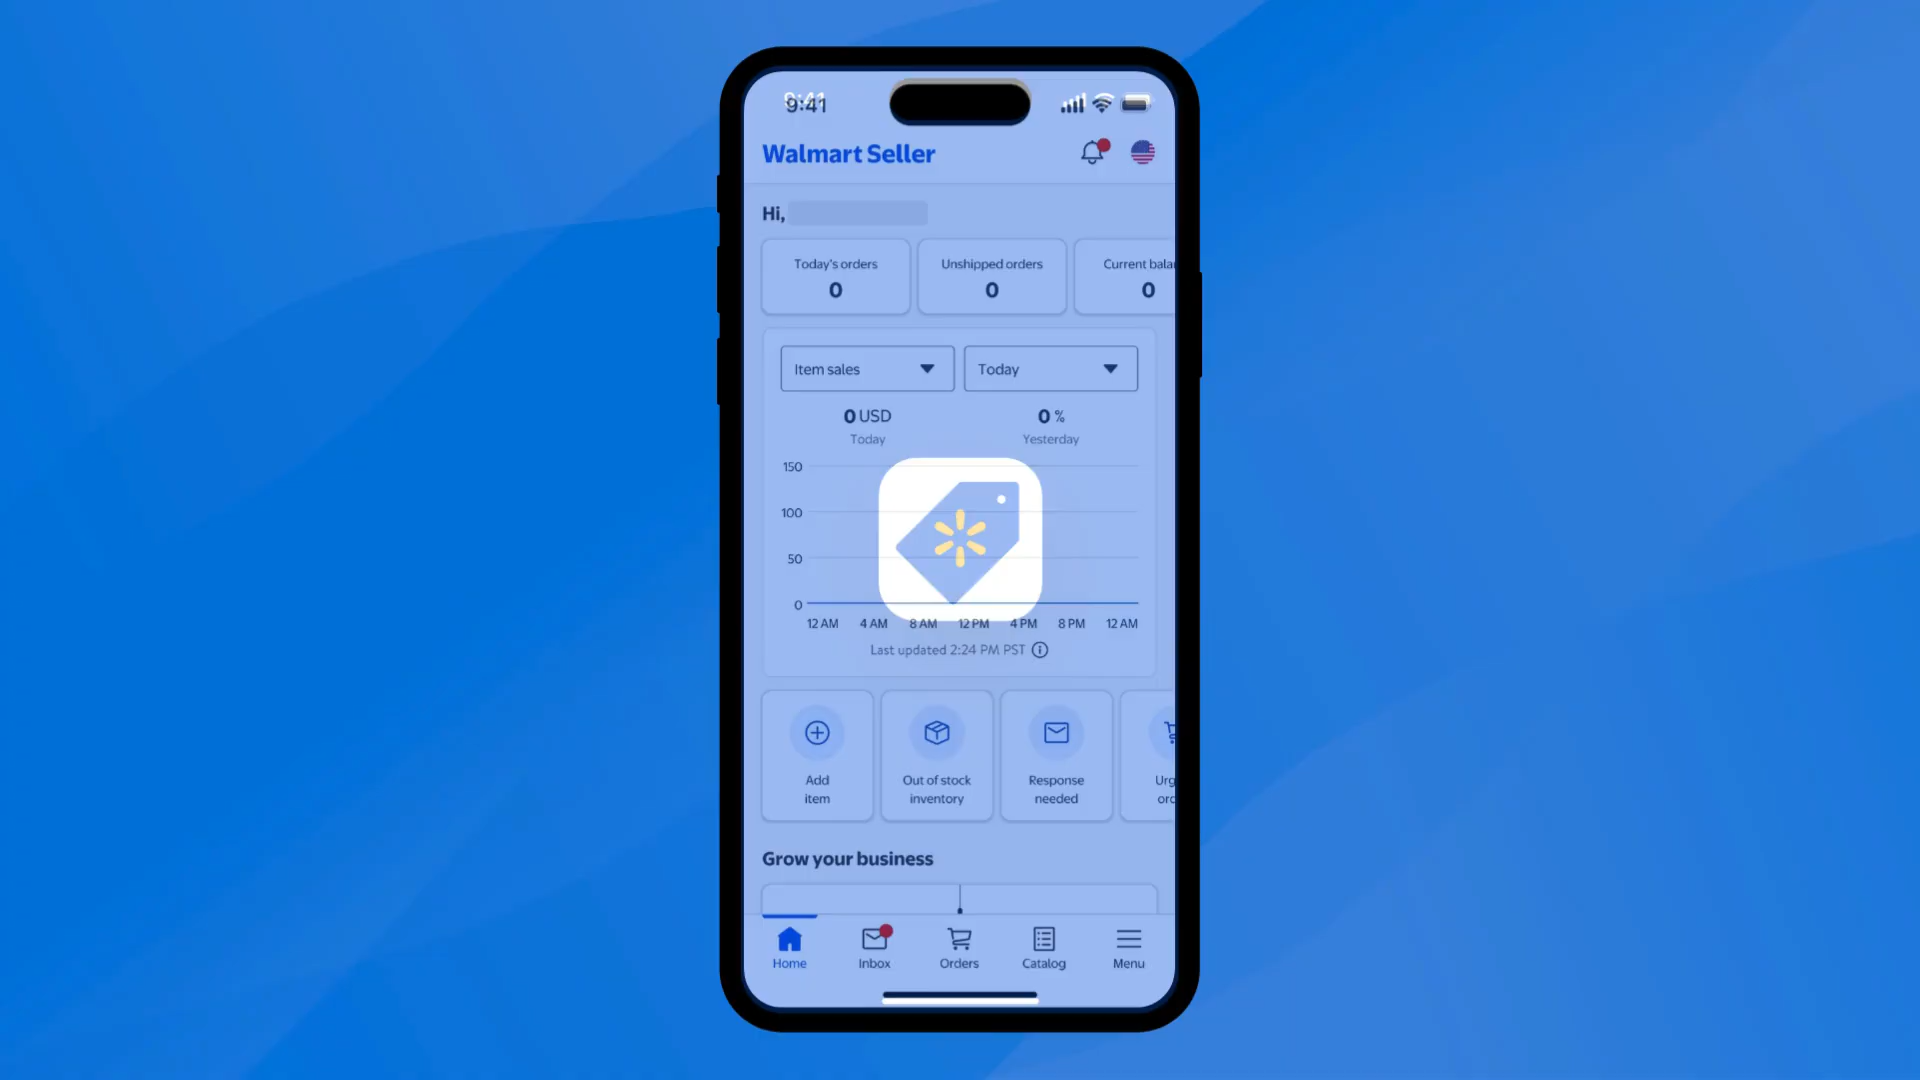 9:41
Walmart Seller
Hi,
Today's orders
0
Unshipped orders
0
Current
0
Item sales
Today
0 USD
Today
0 %
Yesterday
150
100
50
0
12 AM 4 AM 8 AM 12 PM 4 PM 8 PM 12 AM
Last updated 2:24 PM PST
Add
item
Out of stock
inventory
Response
needed
Grow your business
Home
Inbox
Orders
Catalog
Menu